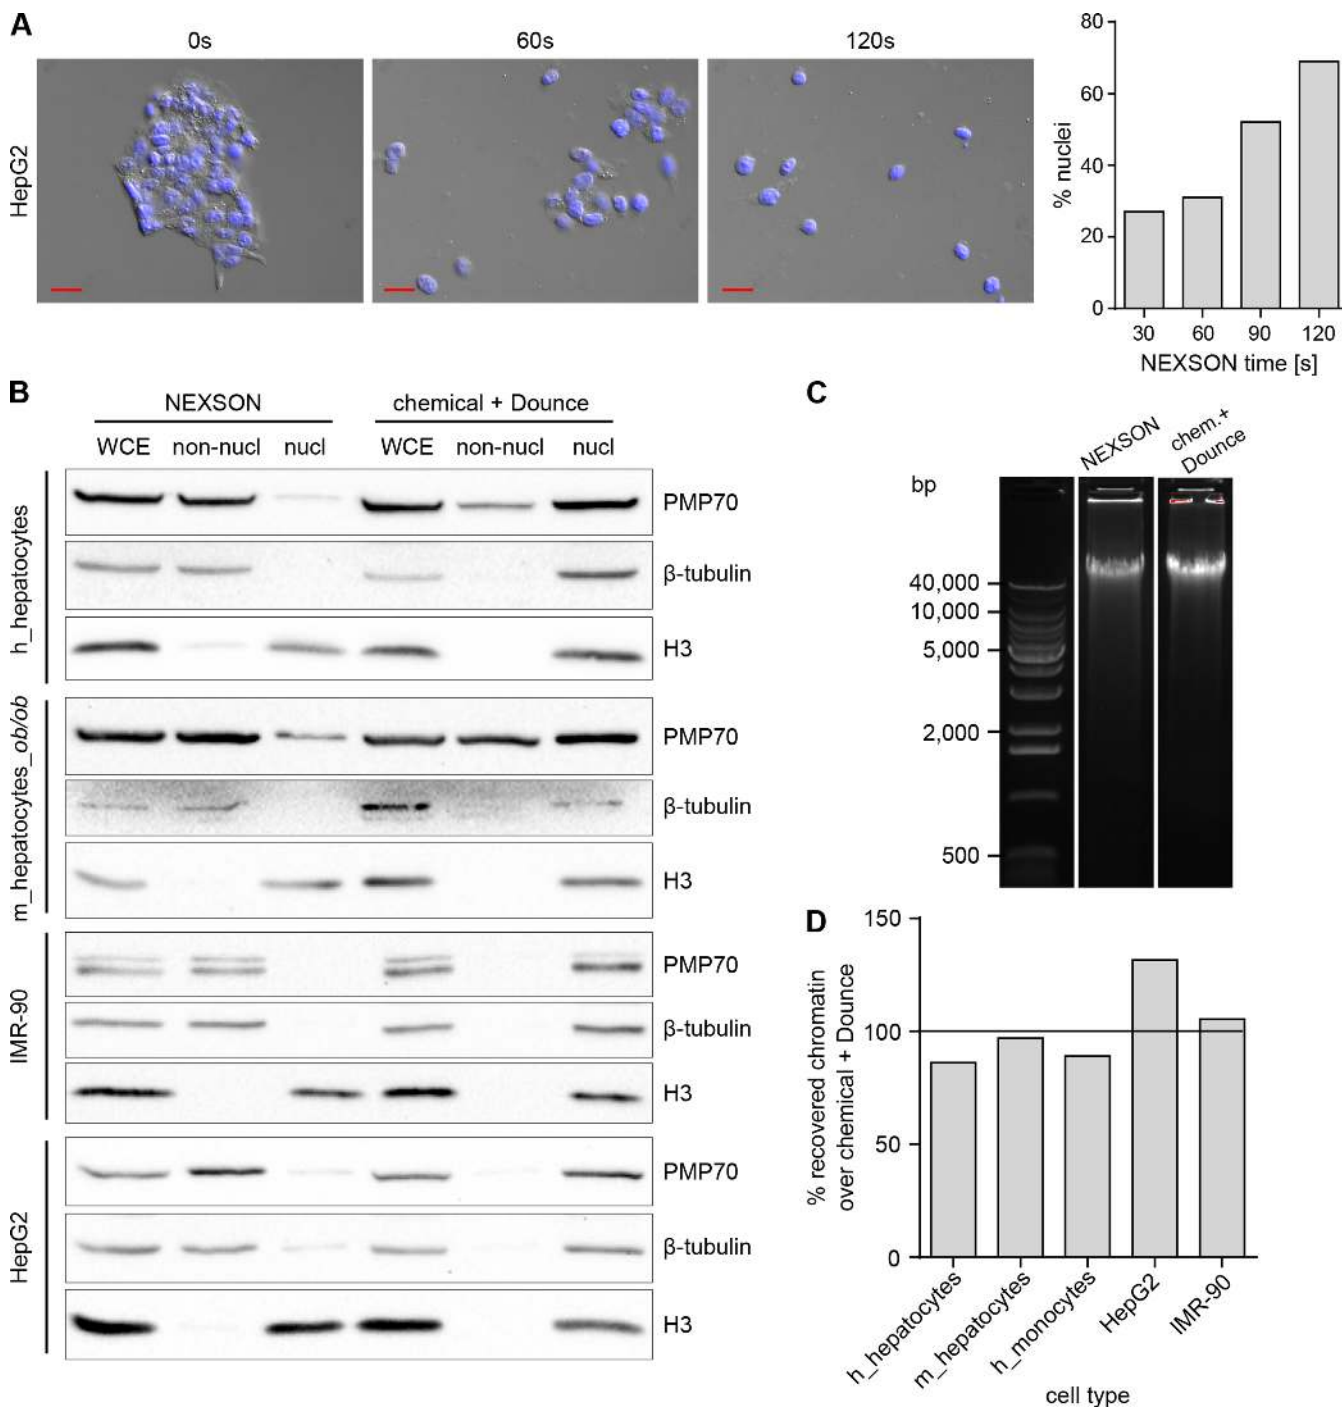 A
0s
60s
120s
HepG2
80
60
40
20
0
% nuclei
30 60 90 120
NEXSON time [s]
B
NEXSON
chemical + Dounce
WCE non-nucl nucl
WCE non-nucl nucl
h_hepatocytes
PMP70
β-tubulin
H3
m_hepatocytes_ob/ob
PMP70
β-tubulin
H3
IMR-90
PMP70
β-tubulin
H3
HepG2
PMP70
β-tubulin
H3
C
NEXSON
chem.+
Dounce
bp
40,000
10,000
5,000
2,000
500
D
150
100
50
0
% recovered chromatin
over chemical + Dounce
h_hepatocytes
m_hepatocytes
h_monocytes
HepG2
IMR-90
cell type